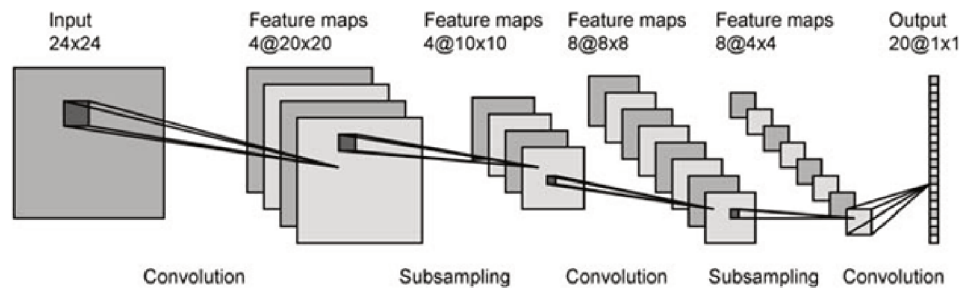 Input
24x24
Feature maps
4@20x20
Feature maps
4@10x10
Feature maps
8@8x8
Feature maps
8@4x4
Output
20@1x1
Convolution
Subsampling
Convolution
Subsampling
Convolution